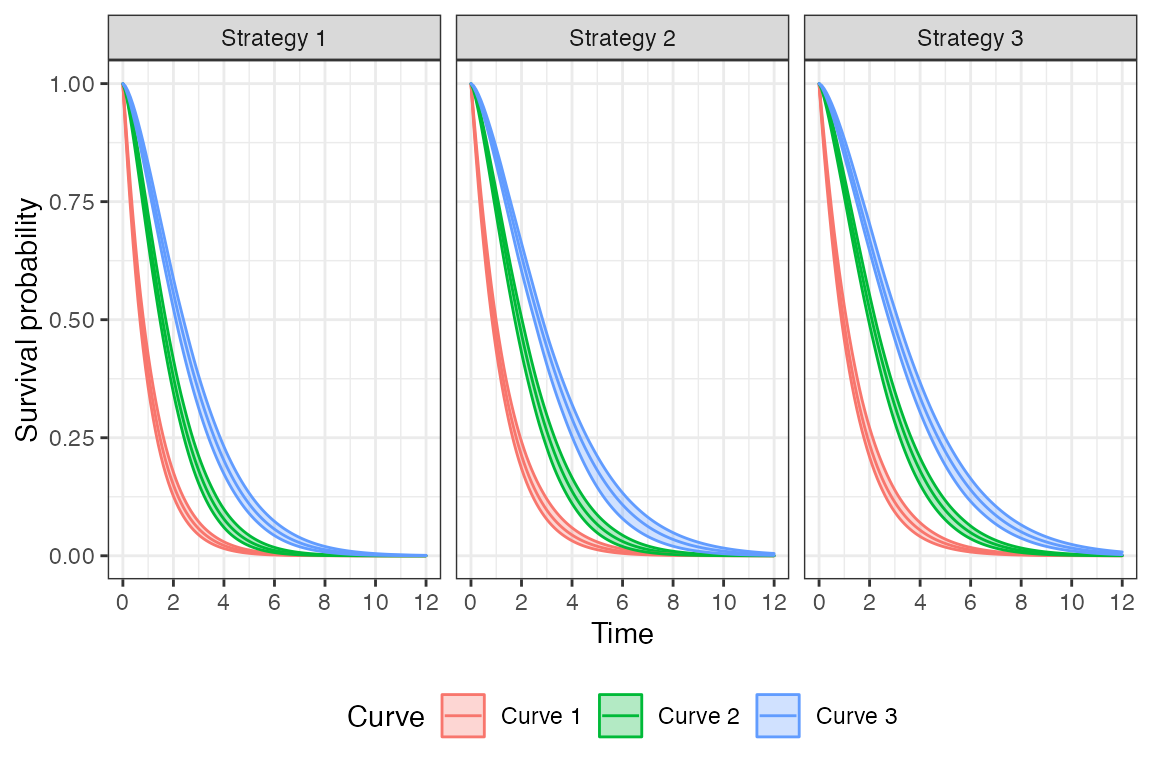 Strategy 1 Strategy 2 Strategy 3
Survival probability
1.00
0.75
0.50
0.25
0.00
0 2 4 6 8 10 12 0 2 4 6 8 10 12 0 2 4 6 8 10 12
Time
Curve Curve 1 Curve 2 Curve 3